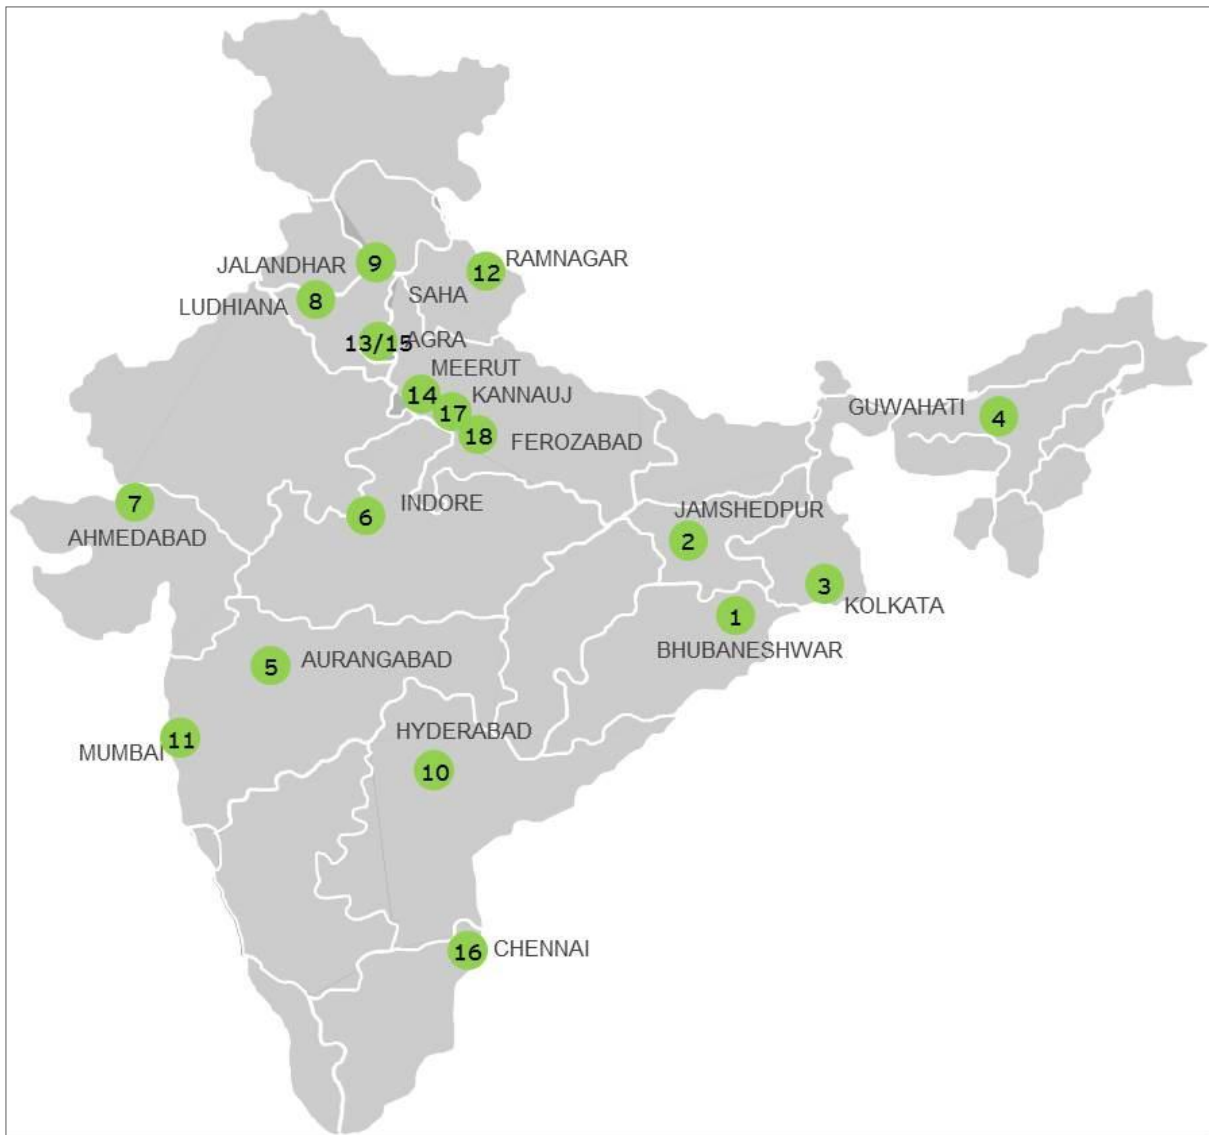 9
JALANDHAR
12
RAMNAGAR
SAHA
8
LUDHIANA
13/15
AGRA
MEERUT
14
KANNAUJ
17
GUWAHATI
4
18
FEROZABAD
7
INDORE
6
JAMSHEDPUR
AHMEDABAD
2
3
KOLKATA
1
BHUBANESHWAR
5
AURANGABAD
HYDERABAD
11
MUMBAI
10
16
CHENNAI